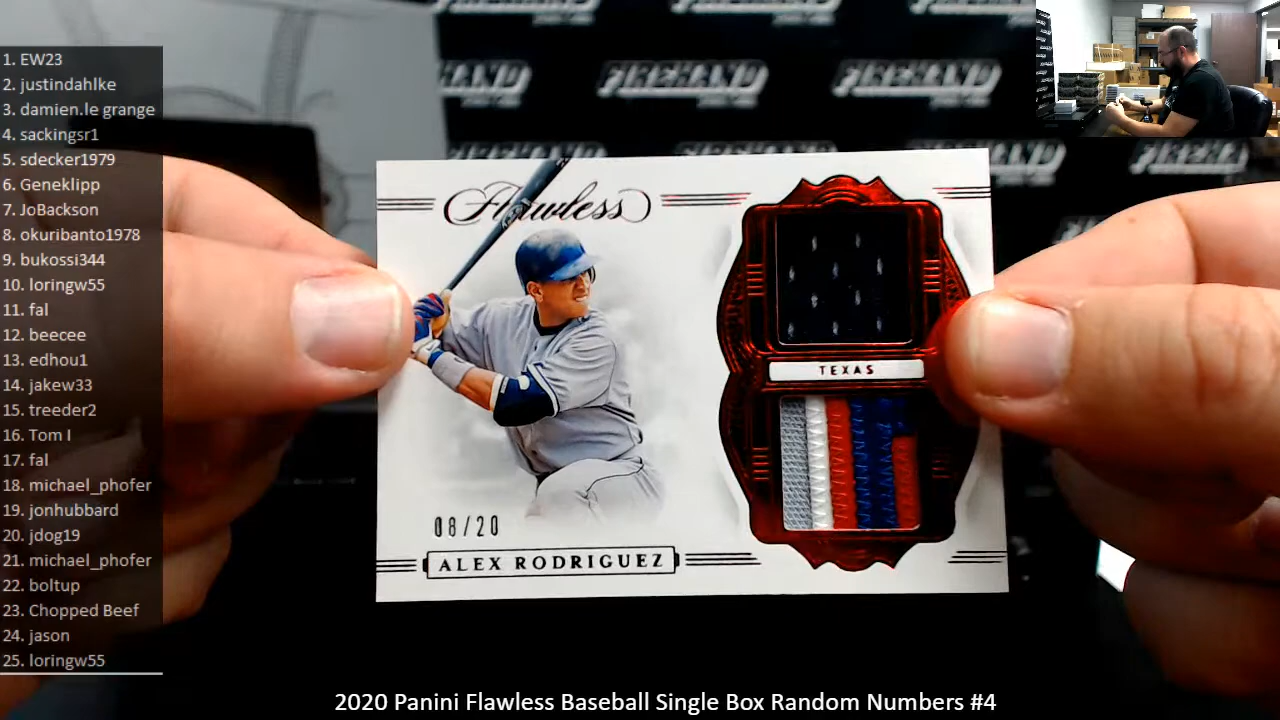 1. EW23
2. justindahlke
3. damien.le grange
4. sackingsr1
5. sdecker1979
6. Geneklipp
7. JoBackson
8. okuribanto1978
9. bukossi344
10. loringw55
11. fal
12. beecee
13. edhou1
14. jakew33
15. treeder2
16. Tom I
17. fal
18. michael_phofer
19. jonhubbard
20. jdog19
21. michael_phofer
22. boltup
23. Chopped Beef
24. jason
25. loringw55
FIREHAND FIREHAND
Flawless
TEXAS
08/20
ALEX RODRIGUEZ
2020 Panini Flawless Baseball Single Box Random Numbers #4